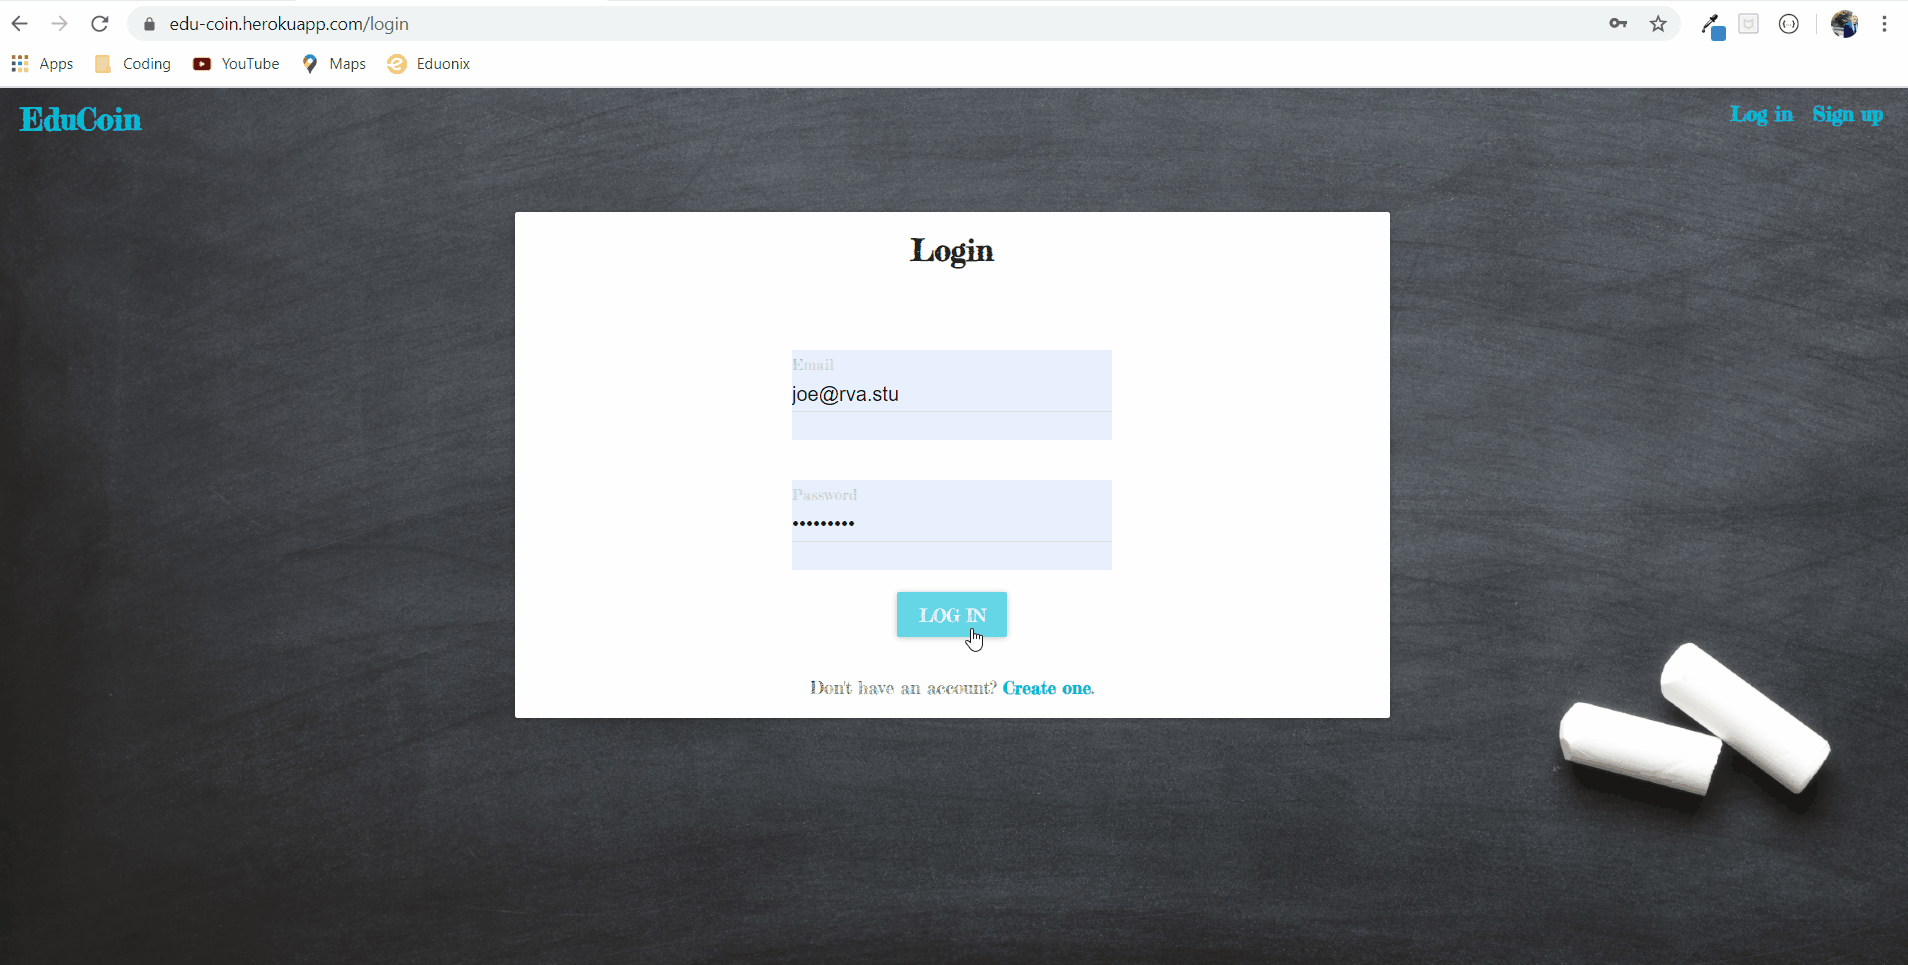 edu-coin.herokuapp.com/login
Apps Coding YouTube Maps Eduonix
EduCoin
Log in Sign up
Login
Email
joe@rva.stu
Password
•••••••••
LOG IN
Don't have an account? Create one.